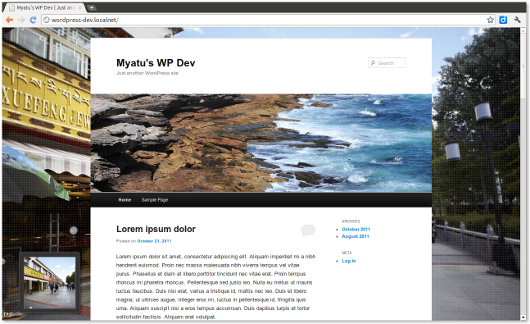 Myatu's WP Dev | Just an
wordpress-dev.localnet/
XUEFENG JEW
Myatu's WP Dev
Just another WordPress site
Search
Home Sample Page
Lorem ipsum dolor
Posted on October 23, 2011
Lorem ipsum dolor sit amet, consectetur adipiscing elit. Aliquam imperdiet mi a nibh
hendrerit euismod. Proin nec massa malesuada nibh viverra tempus vel vitae
purus. Phasellus et diam at libero porttitor tincidunt nec vitae erat. Proin tempus
rhoncus mi pharetra rhoncus. Pellentesque sed justo leo. Nulla eu metus ut mauris
luctus faucibus. Duis nisi erat, varius a tristique id, mattis nec leo. Duis et libero
magna, ut ultrices augue. Integer eros mi, luctus in pellentesque id, fringilla quis
urna. Aliquam suscipit nisi a eros tempus accumsan. Duis dapibus turpis at tortor
sollicitudin facilisis. Aliquam erat volutpat.
ARCHIVES
October 2011
August 2011
META
Log in